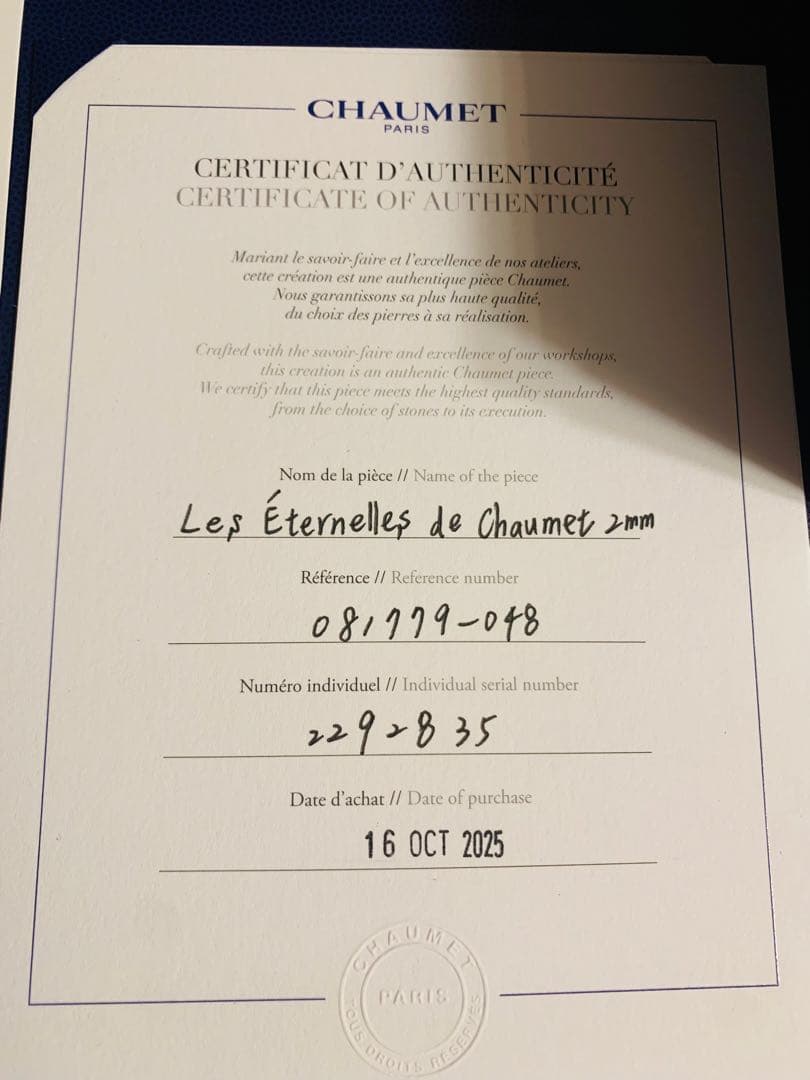 CHAUMET
PARIS
CERTIFICAT D'AUTHENTICITÉ
CERTIFICATE OF AUTHENTICITY
Mariant le savoir-faire et l'excellence de nos ateliers,
cette création est une authentique pièce Chaumet.
Nous garantissons sa plus haute qualité,
du choix des pierres à sa réalisation.
Crafted with the savoir-faire and excellence of our workshops,
this creation is an authentic Chaumet piece.
We certify that this piece meets the highest quality standards,
from the choice of stones to its execution.
Nom de la pièce // Name of the piece
Les Éternelles de Chaumet 2mm
Référence // Reference number
081779-048
Numéro individuel // Individual serial number
2292835
Date d'achat // Date of purchase
16 OCT 2025
CHAUMET
PARIS
TOUS DROITS RÉSERVÉS